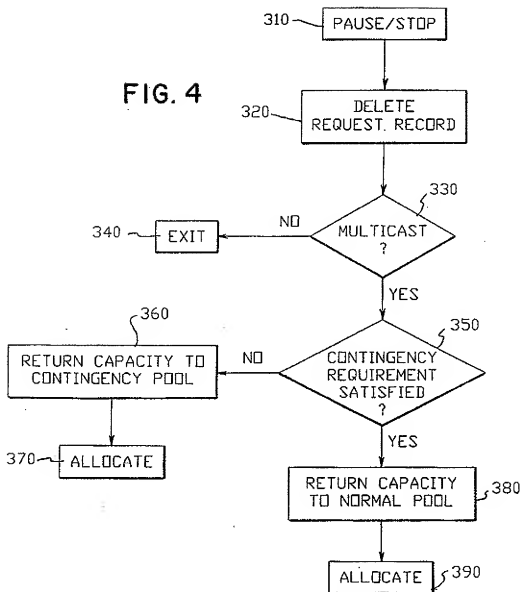 310
PAUSE/STOP
FIG. 4
320
DELETE
REQUEST. RECORD
330
MULTICAST
?
NO
340
EXIT
YES
350
CONTINGENCY
REQUIREMENT
SATISFIED
?
NO
360
RETURN CAPACITY TO
CONTINGENCY POOL
370
ALLOCATE
YES
RETURN CAPACITY
TO NORMAL POOL
380
ALLOCATE
390